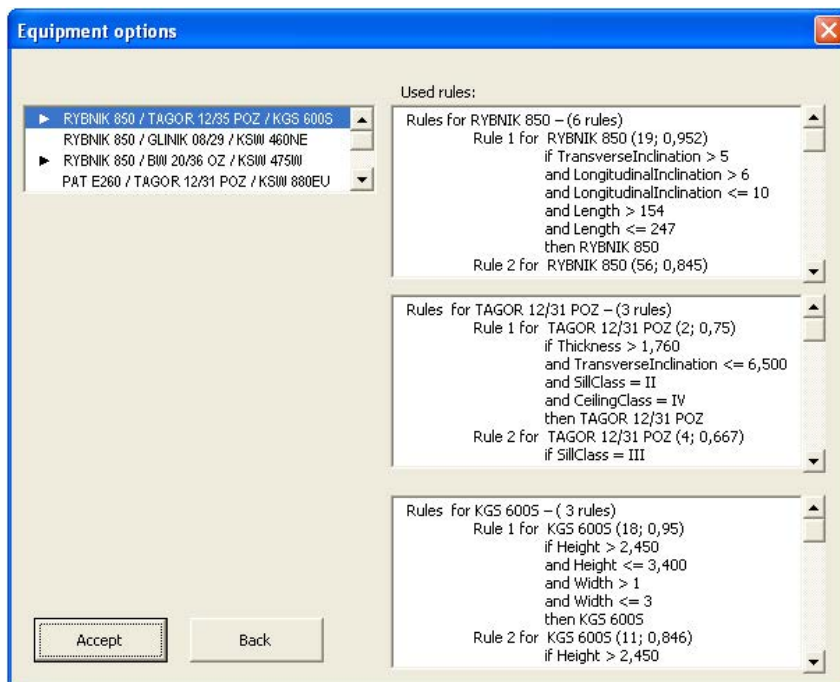 Equipment options
Used rules:
RYBNIK 850 / TAGOR 12/35 POZ / KGS 600S
RYBNIK 850 / GLINIK 08/29 / KSW 460NE
RYBNIK 850 / BW 20/36 OZ / KSW 475W
PAT E260 / TAGOR 12/31 POZ / KSW 880EU
Rules for RYBNIK 850 – (6 rules)
Rule 1 for RYBNIK 850 (19; 0,952)
if TransverseInclination > 5
and LongitudinalInclination > 6
and LongitudinalInclination <= 10
and Length > 154
and Length <= 247
then RYBNIK 850
Rule 2 for RYBNIK 850 (56; 0,845)
Rules for TAGOR 12/31 POZ – (3 rules)
Rule 1 for TAGOR 12/31 POZ (2; 0,75)
if Thickness > 1,760
and TransverseInclination <= 6,500
and SillClass = II
and CeilingClass = IV
then TAGOR 12/31 POZ
Rule 2 for TAGOR 12/31 POZ (4; 0,667)
if SillClass = III
Rules for KGS 600S – ( 3 rules)
Rule 1 for KGS 600S (18; 0,95)
if Height > 2,450
and Height <= 3,400
and Width > 1
and Width <= 3
then KGS 600S
Rule 2 for KGS 600S (11; 0,846)
if Height > 2,450
Accept
Back